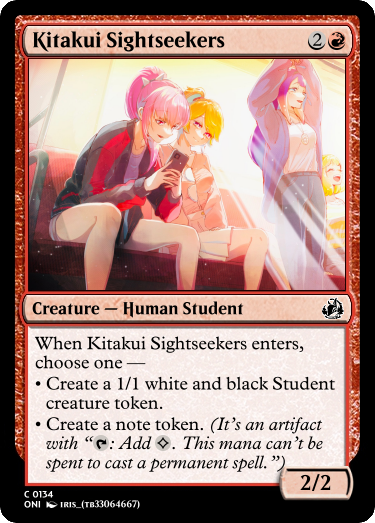 Kitakui Sightseekers 2
Creature — Human Student
When Kitakui Sightseekers enters,
choose one —
• Create a 1/1 white and black Student
creature token.
• Create a note token. (It's an artifact
with “: Add . This mana can't be
spent to cast a permanent spell.”)
2/2
C 0134
ONI IRIS_(TB33064667)